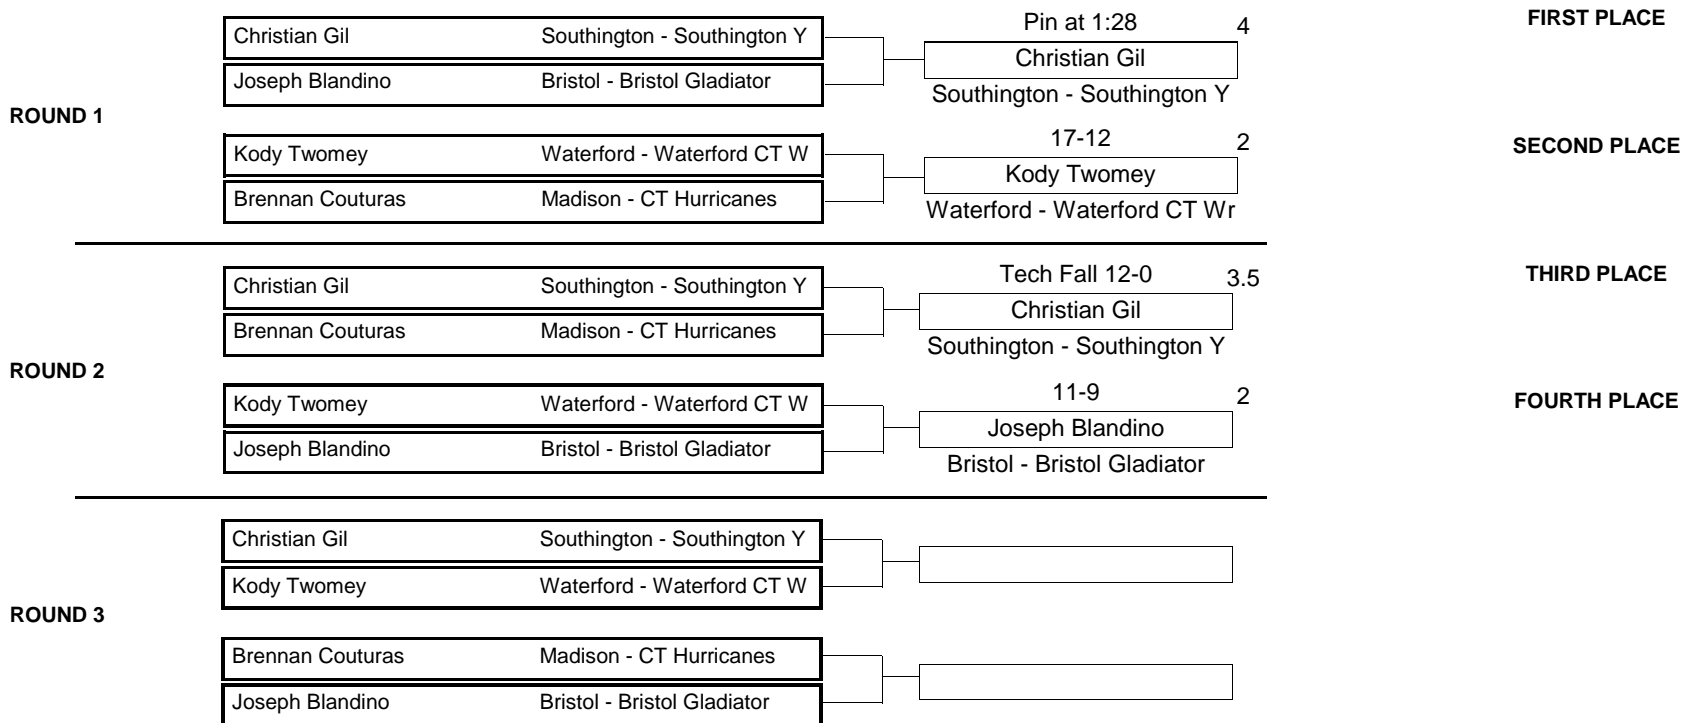 Pin at 1:28 4 FIRST PLACE
Christian Gil Southington - Southington Y
Christian Gil
Joseph Blandino Bristol - Bristol Gladiator
Southington - Southington Y
ROUND 1
17-12 2 SECOND PLACE
Kody Twomey Waterford - Waterford CT W
Kody Twomey
Brennan Couturas Madison - CT Hurricanes
Waterford - Waterford CT Wr
Tech Fall 12-0 3.5 THIRD PLACE
Christian Gil Southington - Southington Y
Christian Gil
Brennan Couturas Madison - CT Hurricanes
Southington - Southington Y
ROUND 2
11-9 2 FOURTH PLACE
Kody Twomey Waterford - Waterford CT W
Joseph Blandino
Joseph Blandino Bristol - Bristol Gladiator
Bristol - Bristol Gladiator
Christian Gil Southington - Southington Y
Kody Twomey Waterford - Waterford CT W
ROUND 3
Brennan Couturas Madison - CT Hurricanes
Joseph Blandino Bristol - Bristol Gladiator